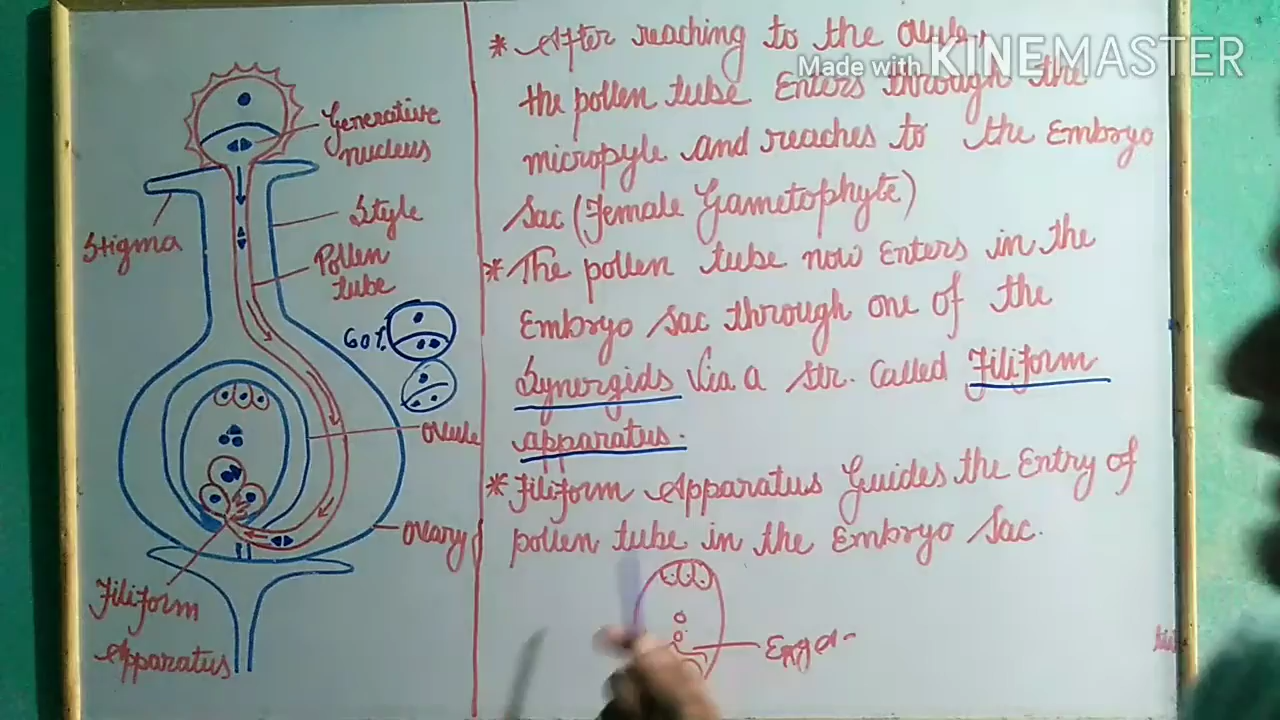 Generative
nucleus
Style
Stigma
Pollen
tube
60%
Ovule
Ovary
Filiform
Apparatus
* After reaching to the ovule,
the pollen tube Enters through the
micropyle and reaches to the Embryo
Sac (Female Gametophyte)
* The pollen tube now Enters in the
Embryo Sac through one of the
Synergids via a str. called Filiform
apparatus.
* Filiform Apparatus Guides the Entry of
pollen tube in the Embryo Sac.
Made with KINEMASTER